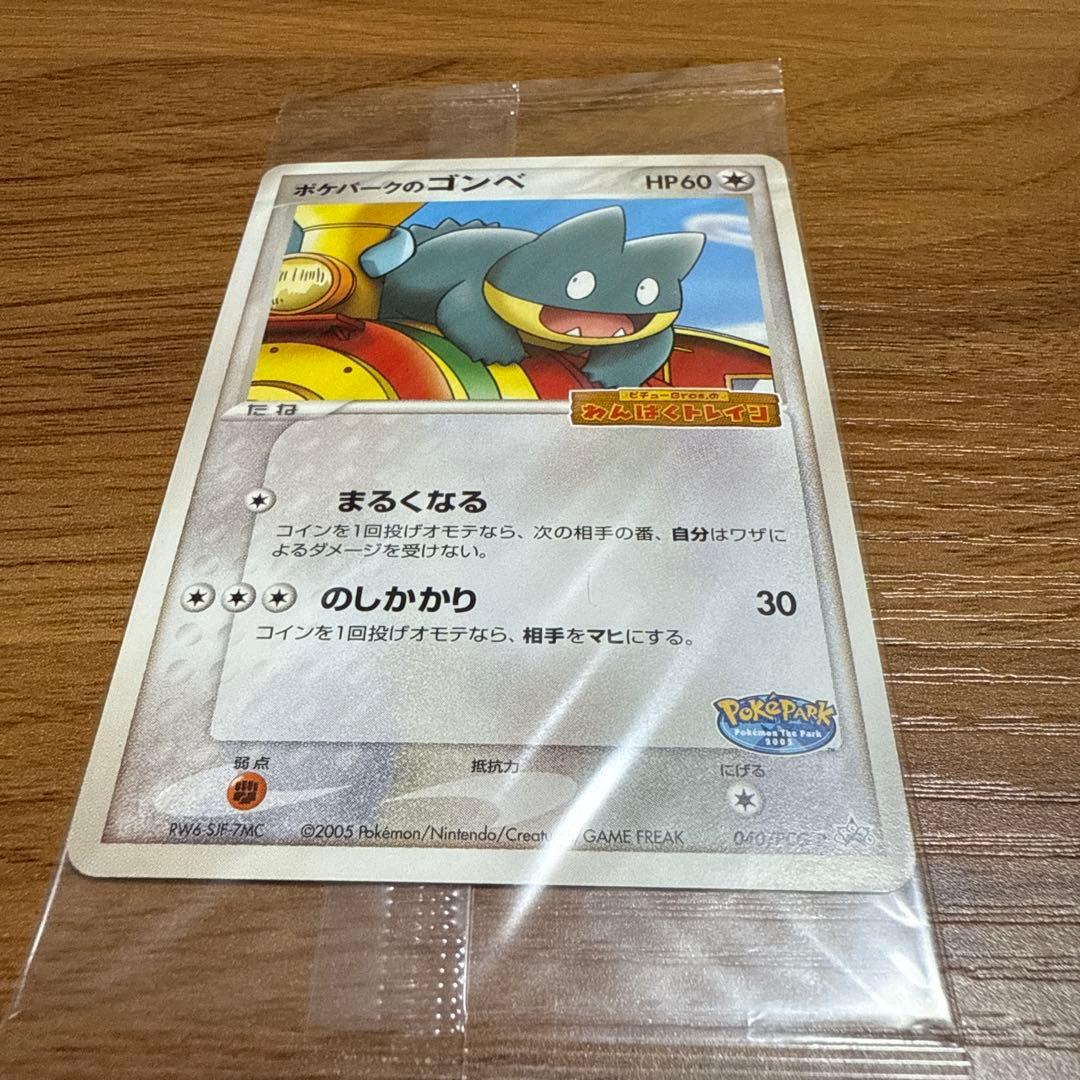 ポケパークのゴンベ HP60
たね
ピチューBros.の
わんぱくトレイン
まるくなる
コインを1回投げオモテなら、次の相手の番、自分はワザに
よるダメージを受けない。
のしかかり 30
コインを1回投げオモテなら、相手をマヒにする。
POKéPARK
Pokémon The Park
2005
弱点 抵抗力 にげる
RW6-SJF-7MC ©2005 Pokémon/Nintendo/Creatures GAME FREAK 040/PCG-P